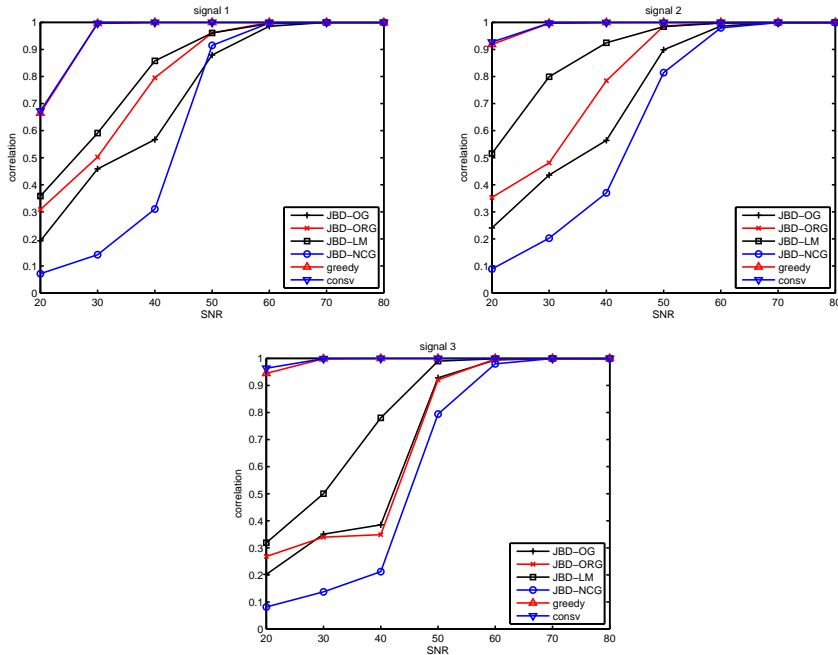 signal 1
1
0.9
0.8
0.7
0.6
0.5
0.4
0.3
0.2
0.1
0
correlation
20 30 40 50 60 70 80
SNR
JBD−OG
JBD−ORG
JBD−LM
JBD−NCG
greedy
consv
signal 2
1
0.9
0.8
0.7
0.6
0.5
0.4
0.3
0.2
0.1
0
correlation
20 30 40 50 60 70 80
SNR
JBD−OG
JBD−ORG
JBD−LM
JBD−NCG
greedy
consv
signal 3
1
0.9
0.8
0.7
0.6
0.5
0.4
0.3
0.2
0.1
0
correlation
20 30 40 50 60 70 80
SNR
JBD−OG
JBD−ORG
JBD−LM
JBD−NCG
greedy
consv